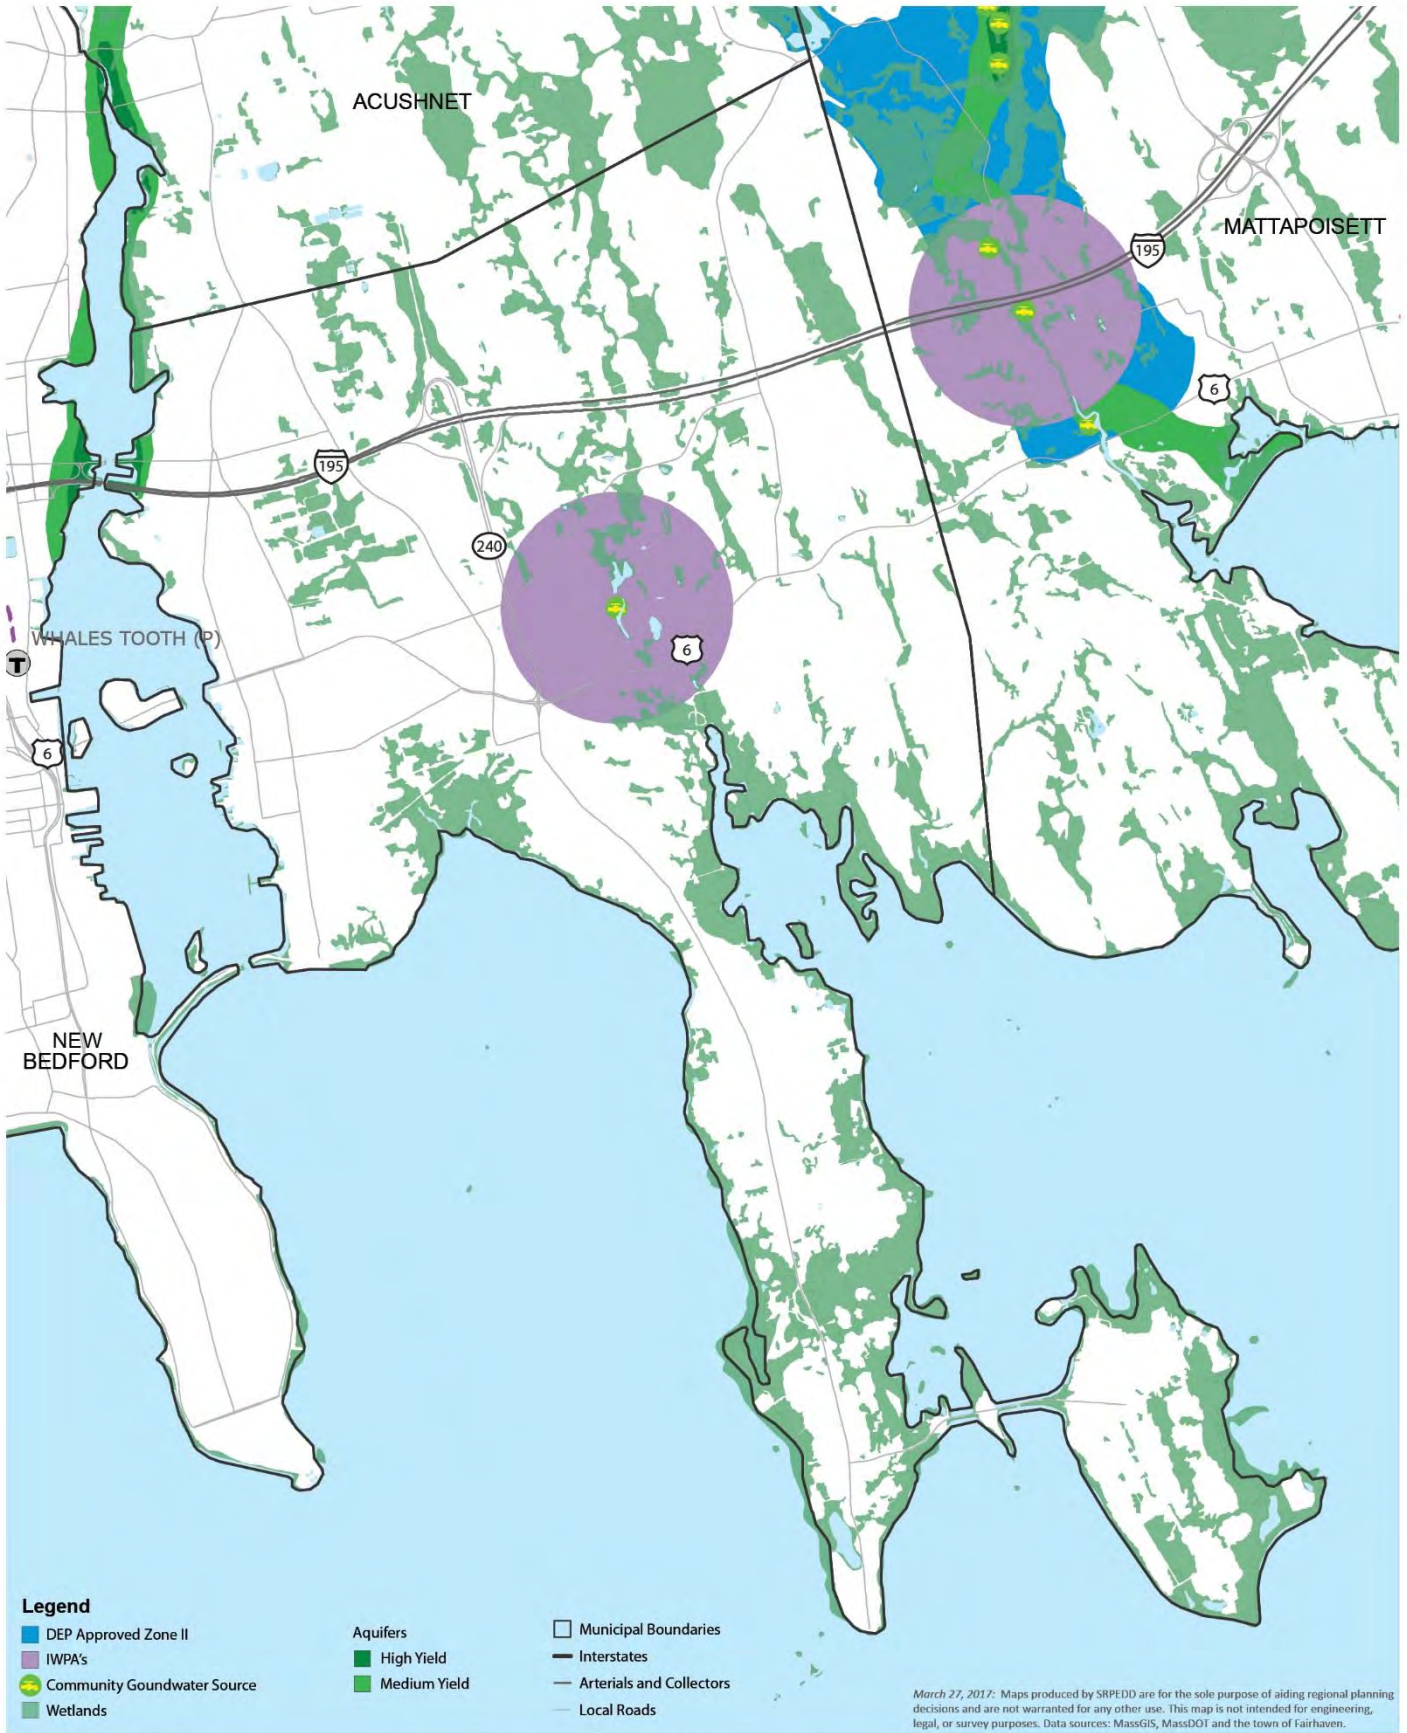 ACUSHNET
MATTAPOISETT
195
6
195
240
WHALES TOOTH (P)
T
6
6
NEW
BEDFORD
Legend
DEP Approved Zone II
IWPA's
Community Goundwater Source
Wetlands
Aquifers
High Yield
Medium Yield
Municipal Boundaries
Interstates
Arterials and Collectors
Local Roads
March 27, 2017: Maps produced by SRPEDD are for the sole purpose of aiding regional planning
decisions and are not warranted for any other use. This map is not intended for engineering,
legal, or survey purposes. Data sources: MassGIS, MassDOT and the town of Fairhaven.